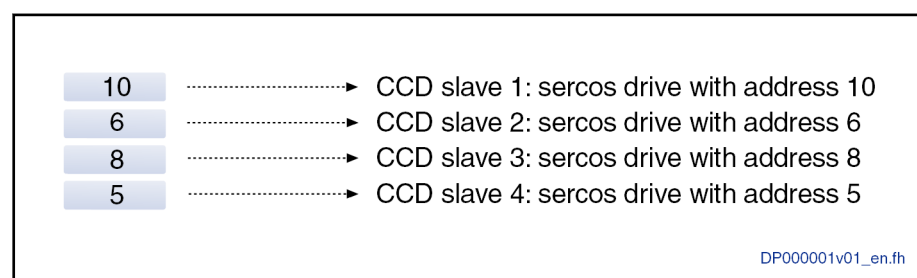 10 CCD slave 1: sercos drive with address 10
6 CCD slave 2: sercos drive with address 6
8 CCD slave 3: sercos drive with address 8
5 CCD slave 4: sercos drive with address 5
DP000001v01_en.fh